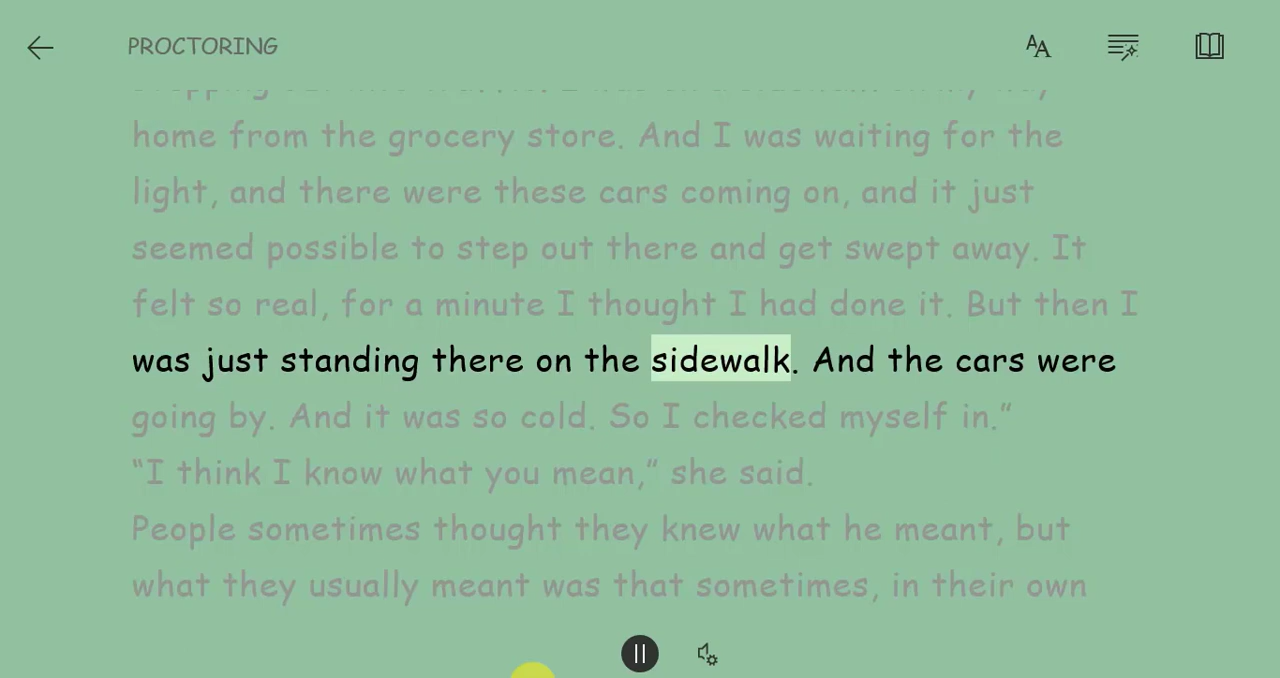 PROCTORING
home from the grocery store. And I was waiting for the
light, and there were these cars coming on, and it just
seemed possible to step out there and get swept away. It
felt so real, for a minute I thought I had done it. But then I
was just standing there on the sidewalk. And the cars were
going by. And it was so cold. So I checked myself in.”
“I think I know what you mean,” she said.
People sometimes thought they knew what he meant, but
what they usually meant was that sometimes, in their own